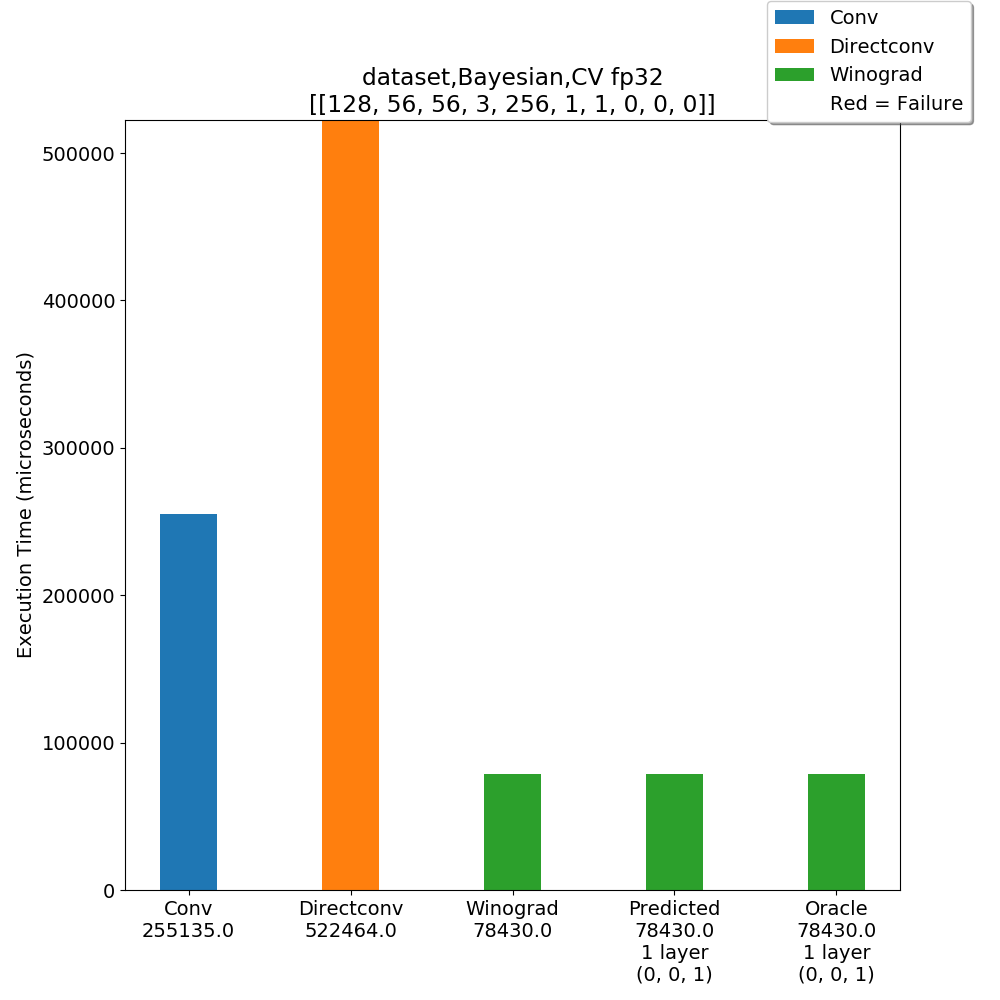 Conv
Directconv
Winograd
Red = Failure
dataset,Bayesian,CV fp32
[[128, 56, 56, 3, 256, 1, 1, 0, 0, 0]]
Execution Time (microseconds)
500000
400000
300000
200000
100000
0
Conv
255135.0
Directconv
522464.0
Winograd
78430.0
Predicted
78430.0
1 layer
(0, 0, 1)
Oracle
78430.0
1 layer
(0, 0, 1)